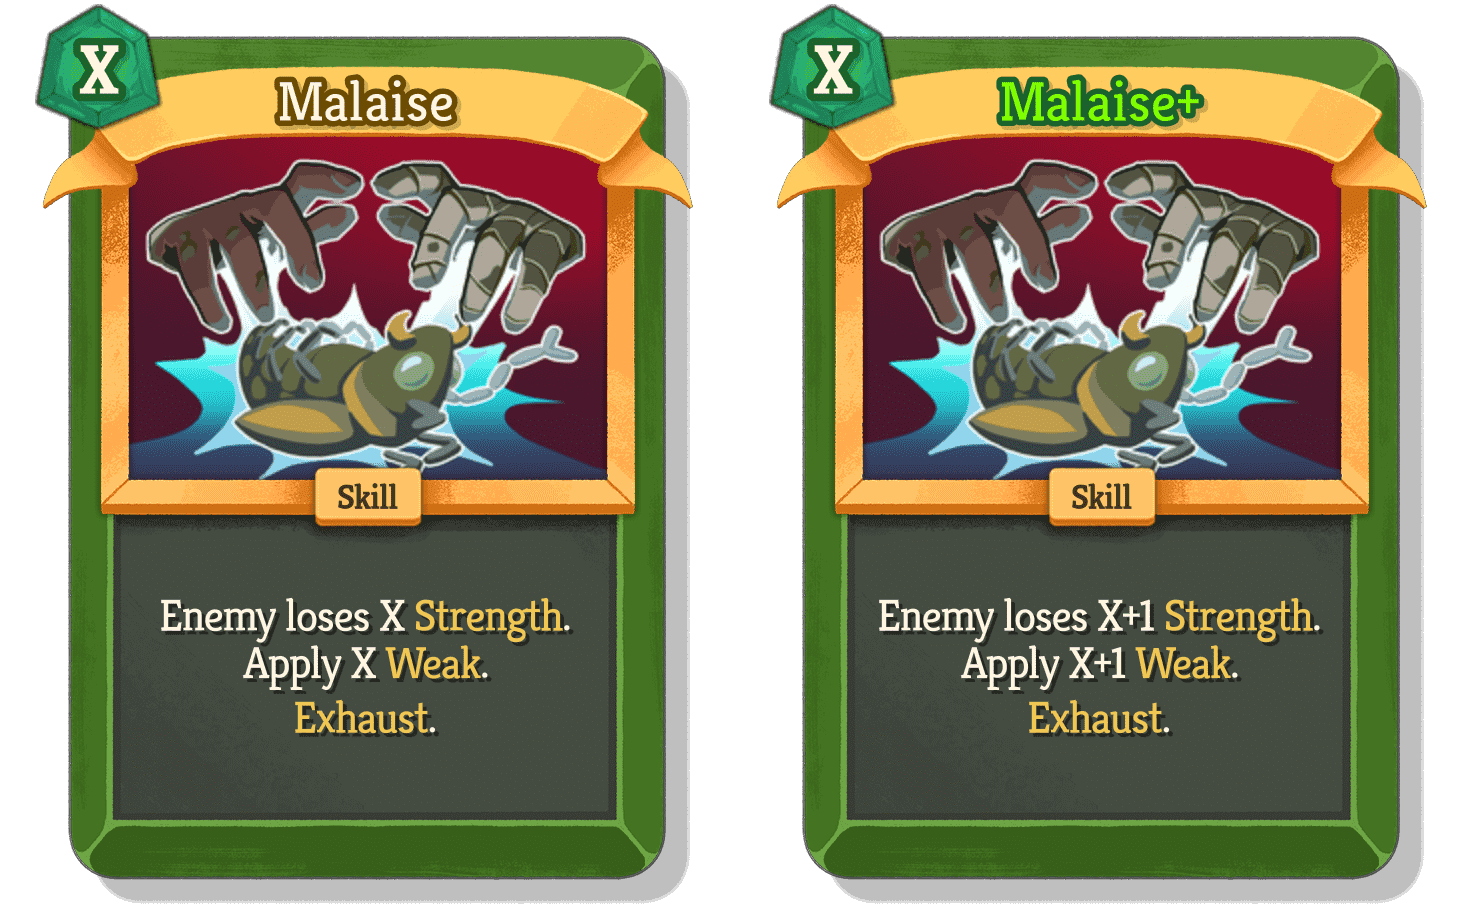 X
Malaise
Skill
Enemy loses X Strength.
Apply X Weak.
Exhaust.
X
Malaise+
Skill
Enemy loses X+1 Strength.
Apply X+1 Weak.
Exhaust.